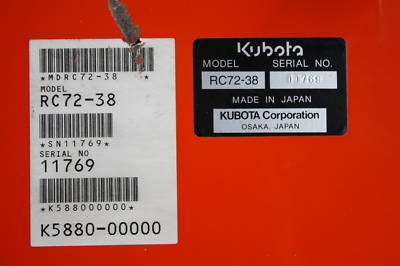 *MDRC72-38*
MODEL
RC72-38
*SN11769*
SERIAL NO
11769
*K588000000*
K5880-00000
Kubota
MODEL SERIAL NO.
RC72-38 11769
MADE IN JAPAN
KUBOTA Corporation
OSAKA, JAPAN